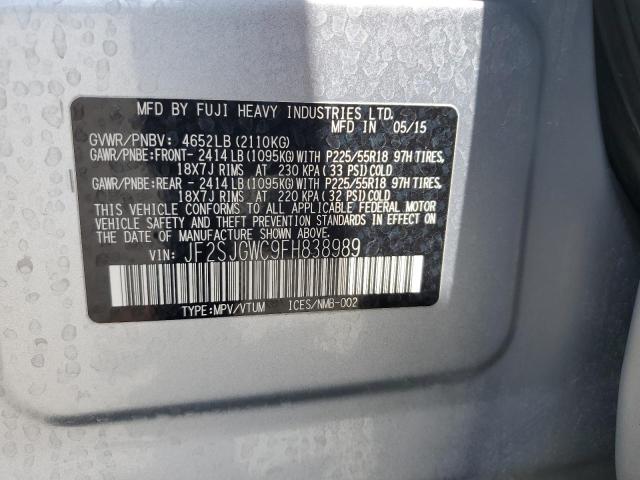 MFD BY FUJI HEAVY INDUSTRIES LTD.
MFD IN 05/15
GVWR/PNBV: 4652LB (2110KG)
GAWR/PNBE:FRONT- 2414LB (1095KG) WITH P225/55R18 97H TIRES,
18X7J RIMS AT 230 KPA ( 33 PSI) COLD
GAWR/PNBE:REAR - 2414LB (1095KG) WITH P225/55R18 97H TIRES,
18X7J RIMS AT 220 KPA ( 32 PSI) COLD
THIS VEHICLE CONFORMS TO ALL APPLICABLE FEDERAL MOTOR
VEHICLE SAFETY AND THEFT PREVENTION STANDARDS IN EFFECT ON
THE DATE OF MANUFACTURE SHOWN ABOVE.
VIN: JF2SJGWC9FH838989
TYPE:MPV/VTUM ICES/NMB-002